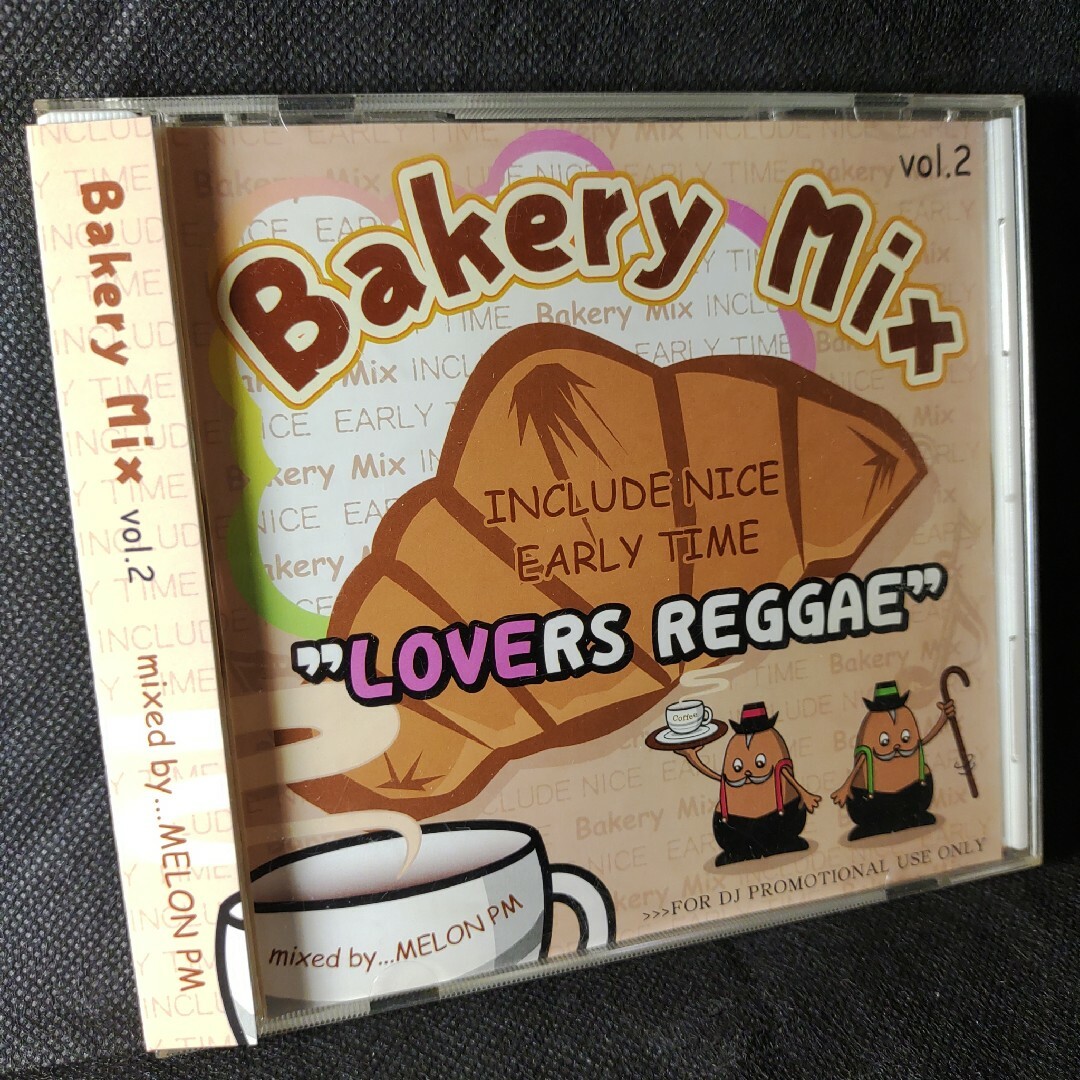 Bakery Mix vol.2 mixed by...MELON PM
vol.2
Bakery Mix
INCLUDE NICE
EARLY TIME
”LOVERS REGGAE”
Coffee
mixed by...MELON PM
>>>FOR DJ PROMOTIONAL USE ONLY